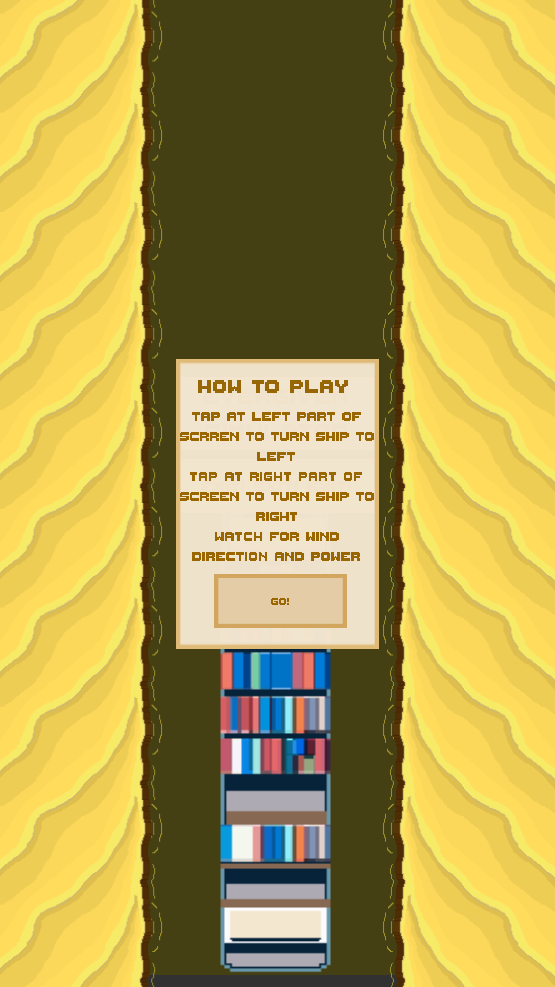 HOW TO PLAY
TAP AT LEFT PART OF
SCRREN TO TURN SHIP TO
LEFT
TAP AT RIGHT PART OF
SCREEN TO TURN SHIP TO
RIGHT
WATCH FOR WIND
DIRECTION AND POWER
GO!